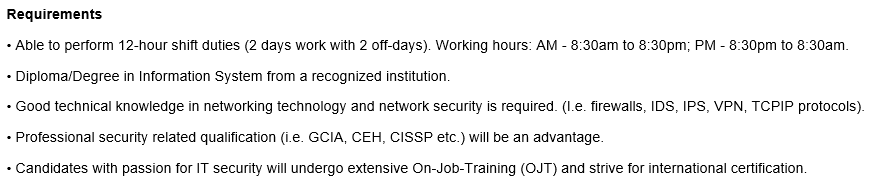 Requirements
• Able to perform 12-hour shift duties (2 days work with 2 off-days). Working hours: AM - 8:30am to 8:30pm; PM - 8:30pm to 8:30am.
• Diploma/Degree in Information System from a recognized institution.
• Good technical knowledge in networking technology and network security is required. (I.e. firewalls, IDS, IPS, VPN, TCPIP protocols).
• Professional security related qualification (i.e. GCIA, CEH, CISSP etc.) will be an advantage.
• Candidates with passion for IT security will undergo extensive On-Job-Training (OJT) and strive for international certification.